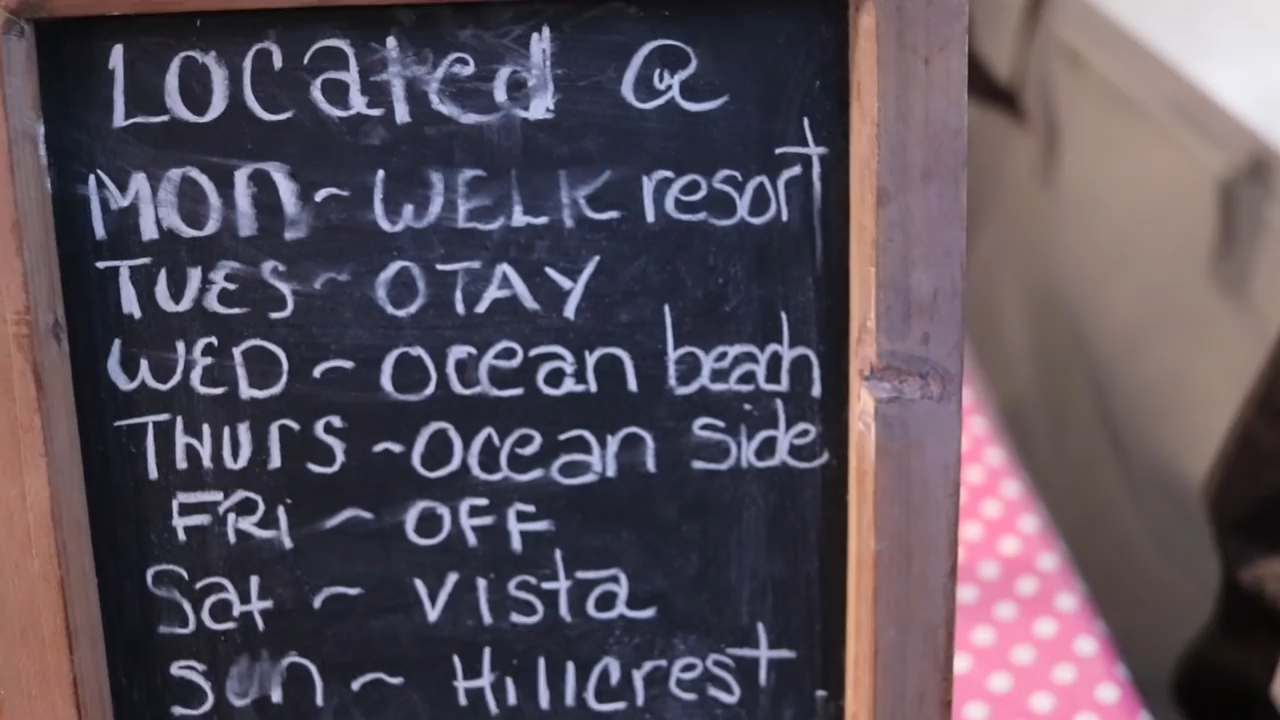 Located @
MON ~ WELK resort
TUES ~ OTAY
WED ~ ocean beach
THURS ~ ocean side
FRi ~ OFF
Sat ~ vista
sun ~ Hillcrest.